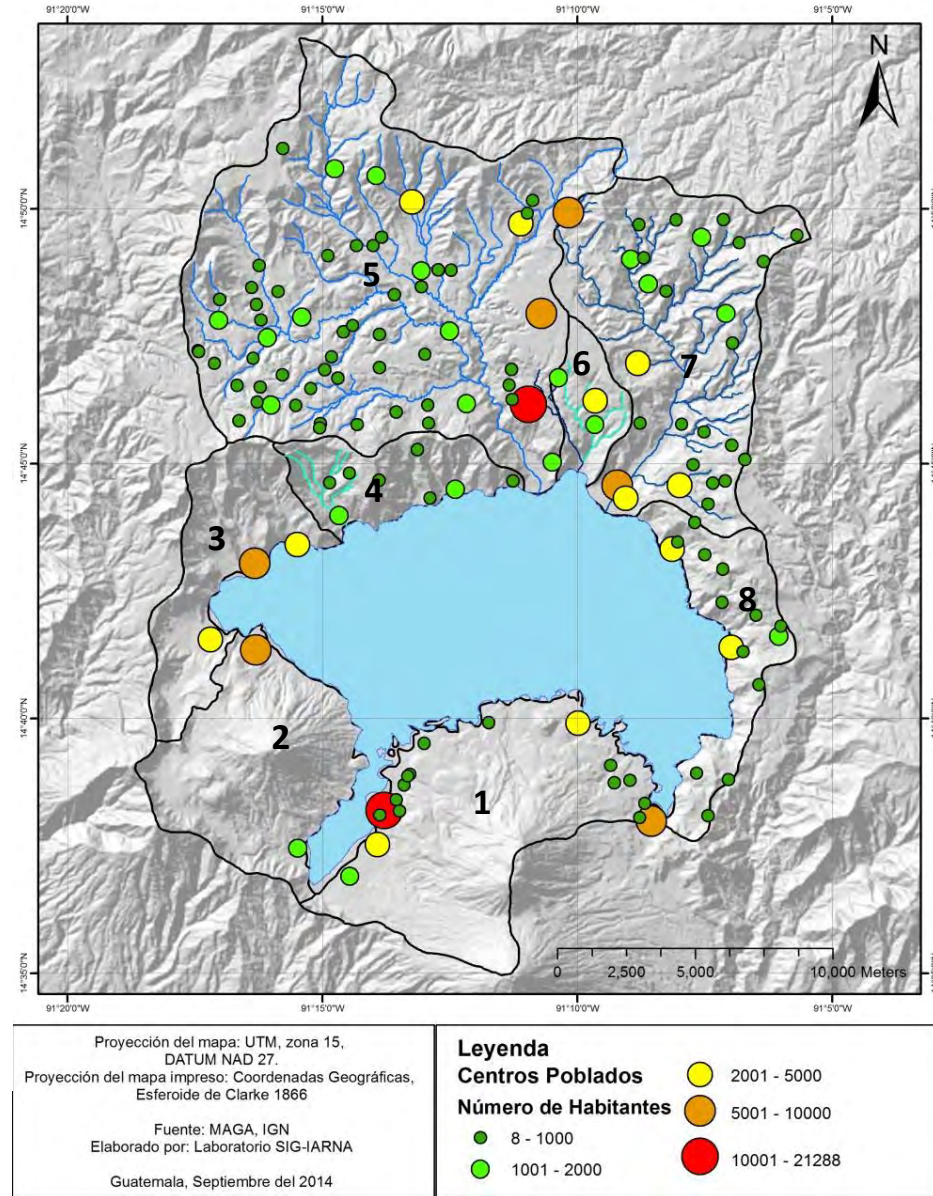 91°20'0"W
91°15'0"W
91°10'0"W
91°5'0"W
N
14°50'0"N
5
7
6
14°45'0"N
4
3
8
14°40'0"N
2
1
14°35'0"N
0 2,500 5,000 10,000 Meters
91°20'0"W
91°15'0"W
91°10'0"W
91°5'0"W
Proyección del mapa: UTM, zona 15,
DATUM NAD 27.
Proyección del mapa impreso: Coordenadas Geográficas,
Esferoide de Clarke 1866
Fuente: MAGA, IGN
Elaborado por: Laboratorio SIG-IARNA
Guatemala, Septiembre del 2014
Leyenda
Centros Poblados
Número de Habitantes
8 - 1000
1001 - 2000
2001 - 5000
5001 - 10000
10001 - 21288